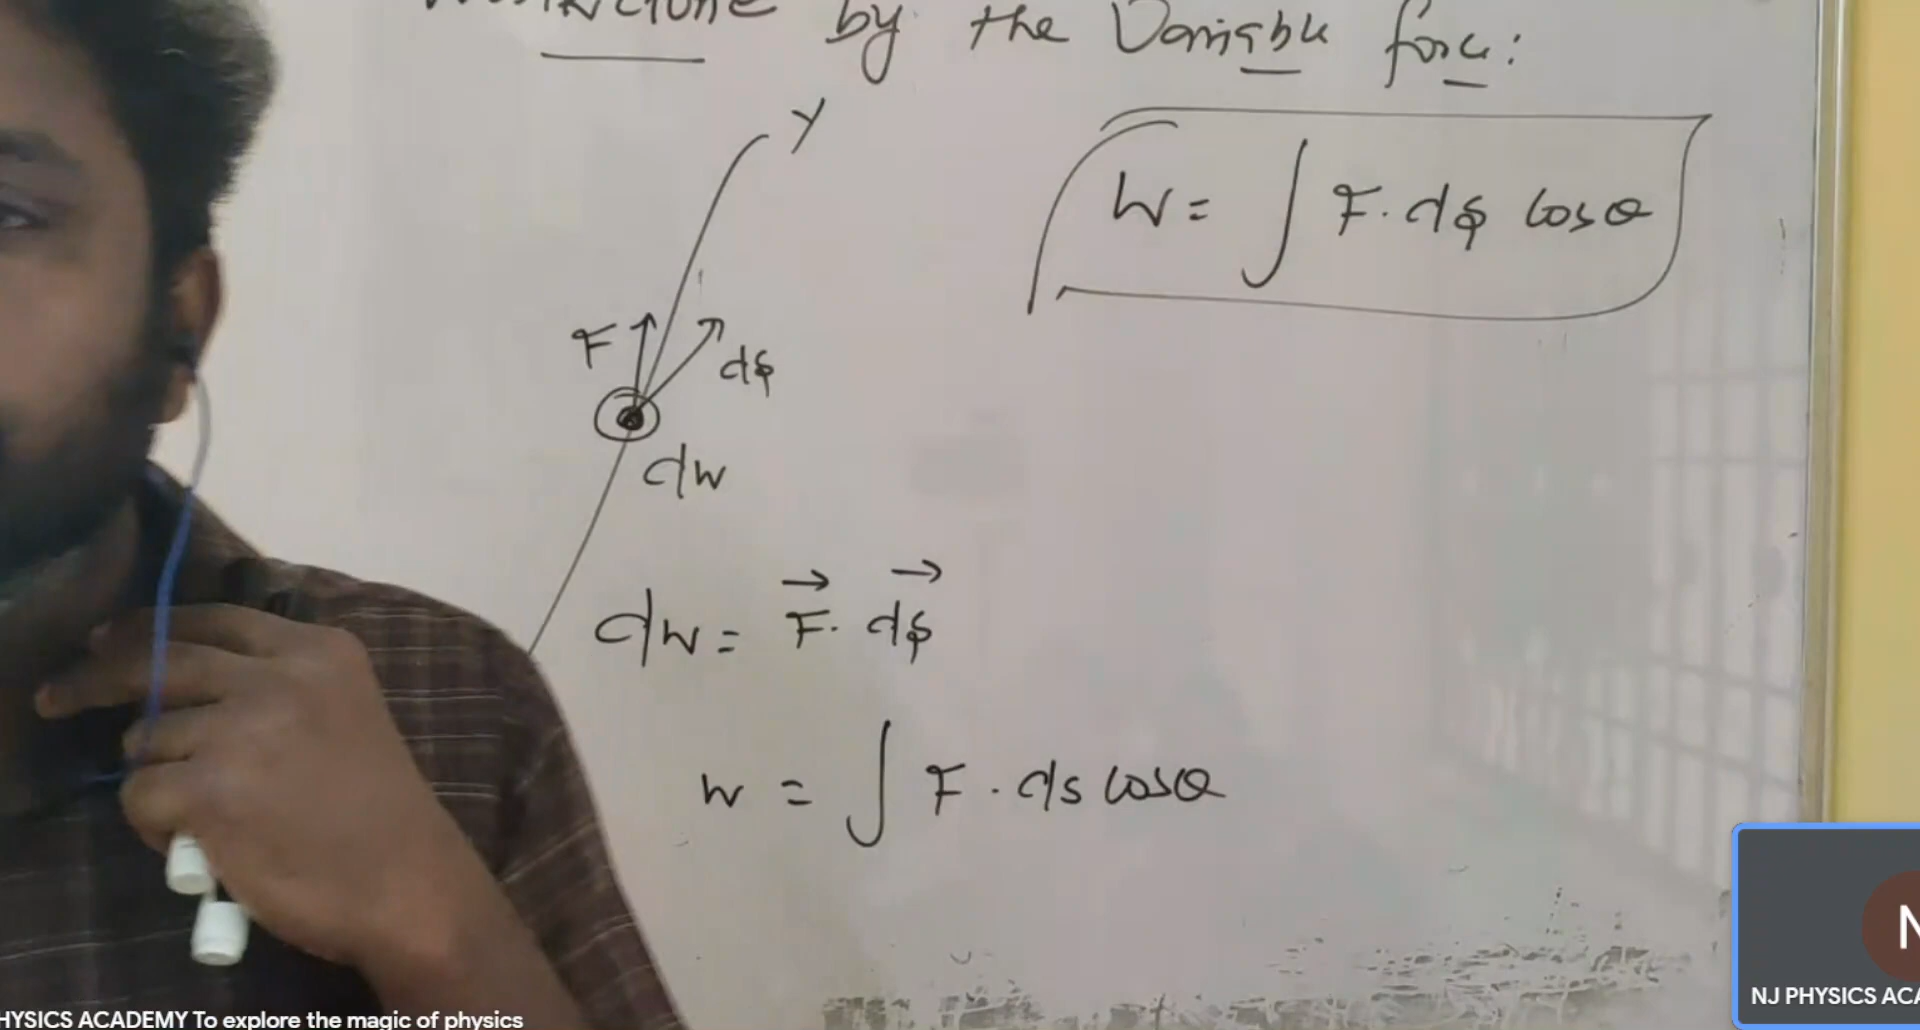 by the Variable force:
Y
W = ∫ F. ds cosθ
F
ds
dw
dw = F⃗. ds⃗
w = ∫ F . ds cosθ
N
NJ PHYSICS ACA
HYSICS ACADEMY To explore the magic of physics